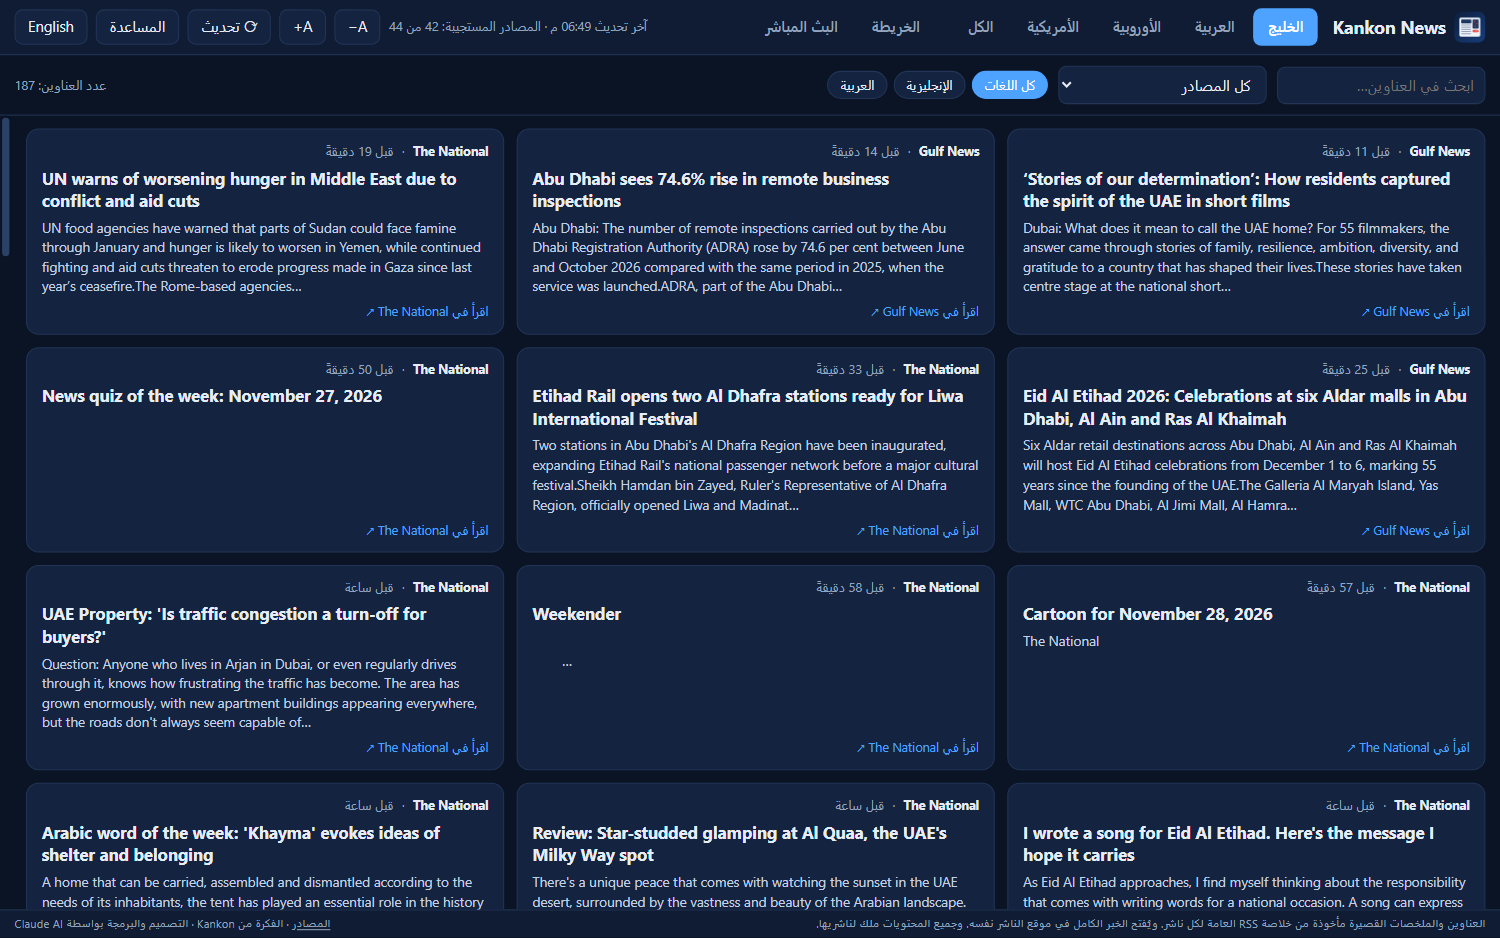 Kankon News
الخليج
العربية
الأوروبية
الأمريكية
الكل
الخريطة
البث المباشر
آخر تحديث 06:49 م · المصادر المستجيبة: 42 من 44
A−
A+
⟳ تحديث
المساعدة
English
ابحث في العناوين...
كل المصادر
كل اللغات
الإنجليزية
العربية
عدد العناوين: 187
Gulf News · قبل 11 دقيقةً
‘Stories of our determination’: How residents captured
the spirit of the UAE in short films
Dubai: What does it mean to call the UAE home? For 55 filmmakers, the
answer came through stories of family, resilience, ambition, diversity, and
gratitude to a country that has shaped their lives.These stories have taken
centre stage at the national short...
اقرأ في Gulf News ↗
Gulf News · قبل 14 دقيقةً
Abu Dhabi sees 74.6% rise in remote business
inspections
Abu Dhabi: The number of remote inspections carried out by the Abu
Dhabi Registration Authority (ADRA) rose by 74.6 per cent between June
and October 2026 compared with the same period in 2025, when the
service was launched.ADRA, part of the Abu Dhabi...
اقرأ في Gulf News ↗
The National · قبل 19 دقيقةً
UN warns of worsening hunger in Middle East due to
conflict and aid cuts
UN food agencies have warned that parts of Sudan could face famine
through January and hunger is likely to worsen in Yemen, while continued
fighting and aid cuts threaten to erode progress made in Gaza since last
year’s ceasefire.The Rome-based agencies...
اقرأ في The National ↗
Gulf News · قبل 25 دقيقةً
Eid Al Etihad 2026: Celebrations at six Aldar malls in Abu
Dhabi, Al Ain and Ras Al Khaimah
Six Aldar retail destinations across Abu Dhabi, Al Ain and Ras Al Khaimah
will host Eid Al Etihad celebrations from December 1 to 6, marking 55
years since the founding of the UAE.The Galleria Al Maryah Island, Yas
Mall, WTC Abu Dhabi, Al Jimi Mall, Al Hamra...
اقرأ في Gulf News ↗
The National · قبل 33 دقيقةً
Etihad Rail opens two Al Dhafra stations ready for Liwa
International Festival
Two stations in Abu Dhabi's Al Dhafra Region have been inaugurated,
expanding Etihad Rail's national passenger network before a major cultural
festival.Sheikh Hamdan bin Zayed, Ruler's Representative of Al Dhafra
Region, officially opened Liwa and Madinat...
اقرأ في The National ↗
The National · قبل 50 دقيقةً
News quiz of the week: November 27, 2026
اقرأ في The National ↗
The National · قبل 57 دقيقةً
Cartoon for November 28, 2026
The National
اقرأ في The National ↗
The National · قبل 58 دقيقةً
Weekender
...
اقرأ في The National ↗
The National · قبل ساعة
UAE Property: 'Is traffic congestion a turn-off for
buyers?'
Question: Anyone who lives in Arjan in Dubai, or even regularly drives
through it, knows how frustrating the traffic has become. The area has
grown enormously, with new apartment buildings appearing everywhere,
but the roads don't always seem capable of...
اقرأ في The National ↗
The National · قبل ساعة
I wrote a song for Eid Al Etihad. Here's the message I
hope it carries
As Eid Al Etihad approaches, I find myself thinking about the responsibility
that comes with writing words for a national occasion. A song can express
The National · قبل ساعة
Review: Star-studded glamping at Al Quaa, the UAE's
Milky Way spot
There's a unique peace that comes with watching the sunset in the UAE
desert, surrounded by the vastness and beauty of the Arabian landscape.
The National · قبل ساعة
Arabic word of the week: 'Khayma' evokes ideas of
shelter and belonging
A home that can be carried, assembled and dismantled according to the
needs of its inhabitants, the tent has played an essential role in the history
العناوين والملخصات القصيرة مأخوذة من خلاصة RSS العامة لكل ناشر. ويُفتح الخبر الكامل في موقع الناشر نفسه. وجميع المحتويات ملك لناشريها.
المصادر · الفكرة من Kankon · التصميم والبرمجة بواسطة Claude AI